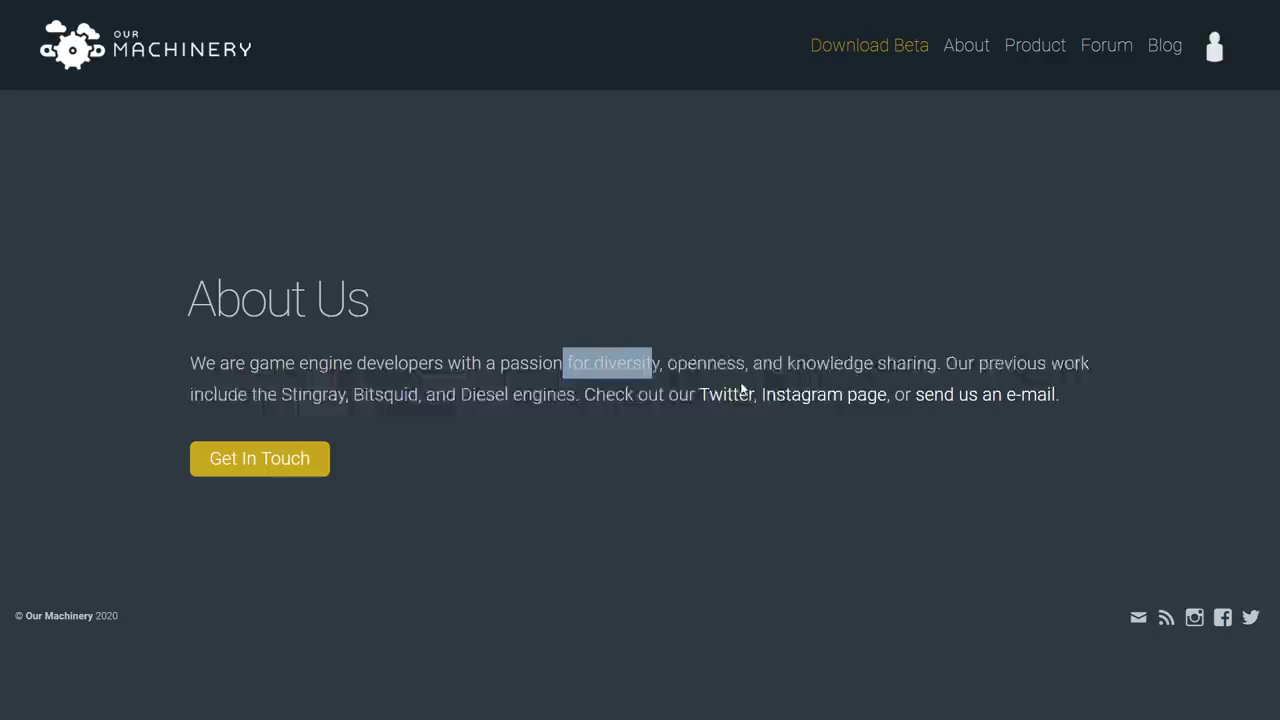 OUR
MACHINERY
Download Beta About Product Forum Blog
About Us
We are game engine developers with a passion for diversity, openness, and knowledge sharing. Our previous work
include the Stingray, Bitsquid, and Diesel engines. Check out our Twitter, Instagram page, or send us an e-mail.
Get In Touch
© Our Machinery 2020